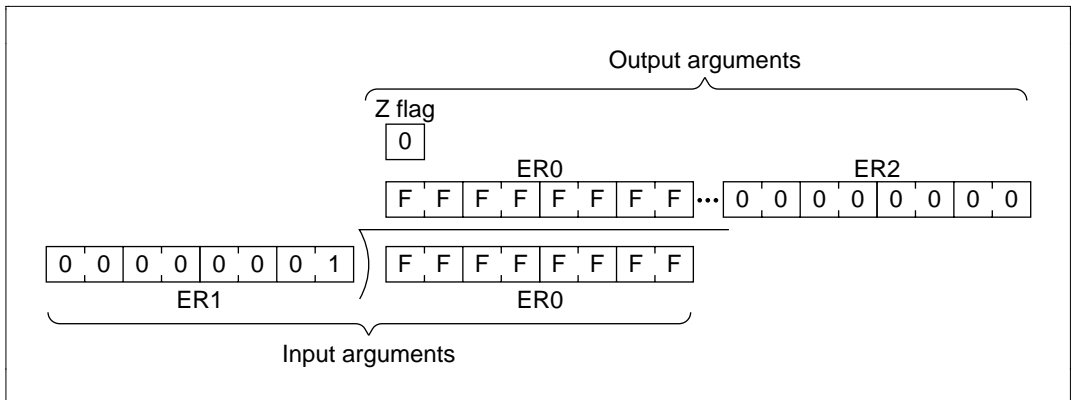 Output arguments
Z flag
0
ER0 ER2
F F F F F F F F ••• 0 0 0 0 0 0 0 0
0 0 0 0 0 0 0 1 F F F F F F F F
ER1 ER0
Input arguments